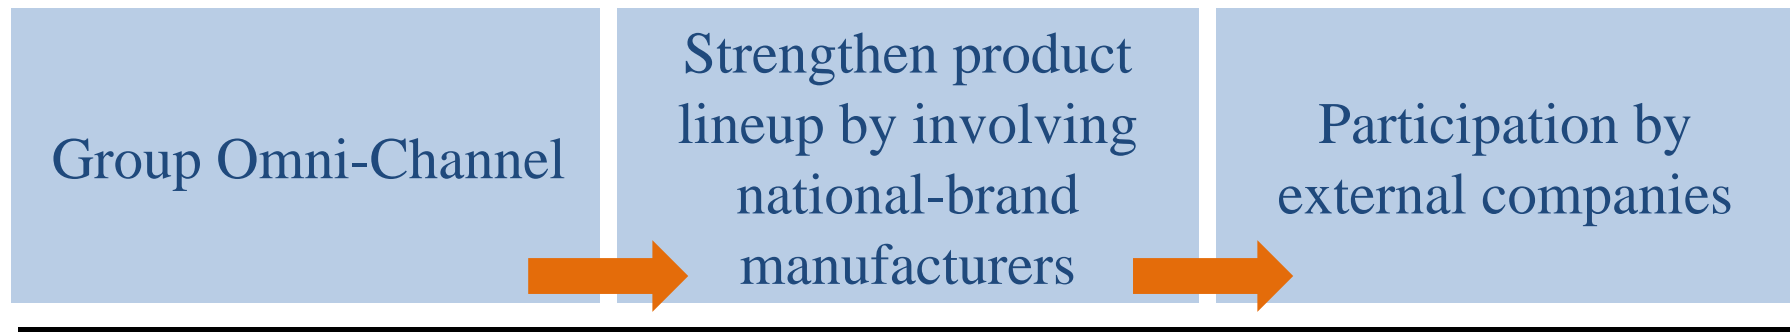 Group Omni-Channel
Strengthen product
lineup by involving
national-brand
manufacturers
Participation by
external companies